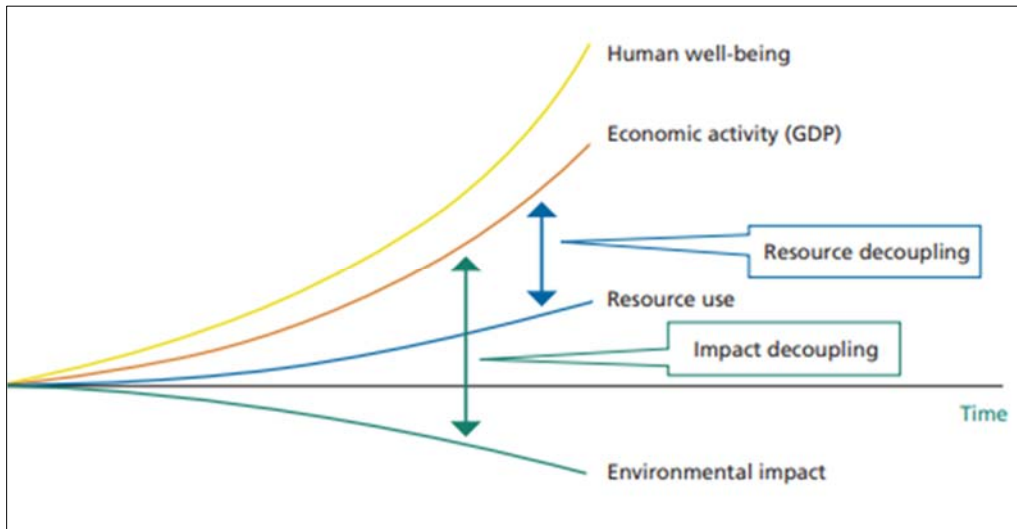 Human well-being
Economic activity (GDP)
Resource decoupling
Resource use
Impact decoupling
Time
Environmental impact